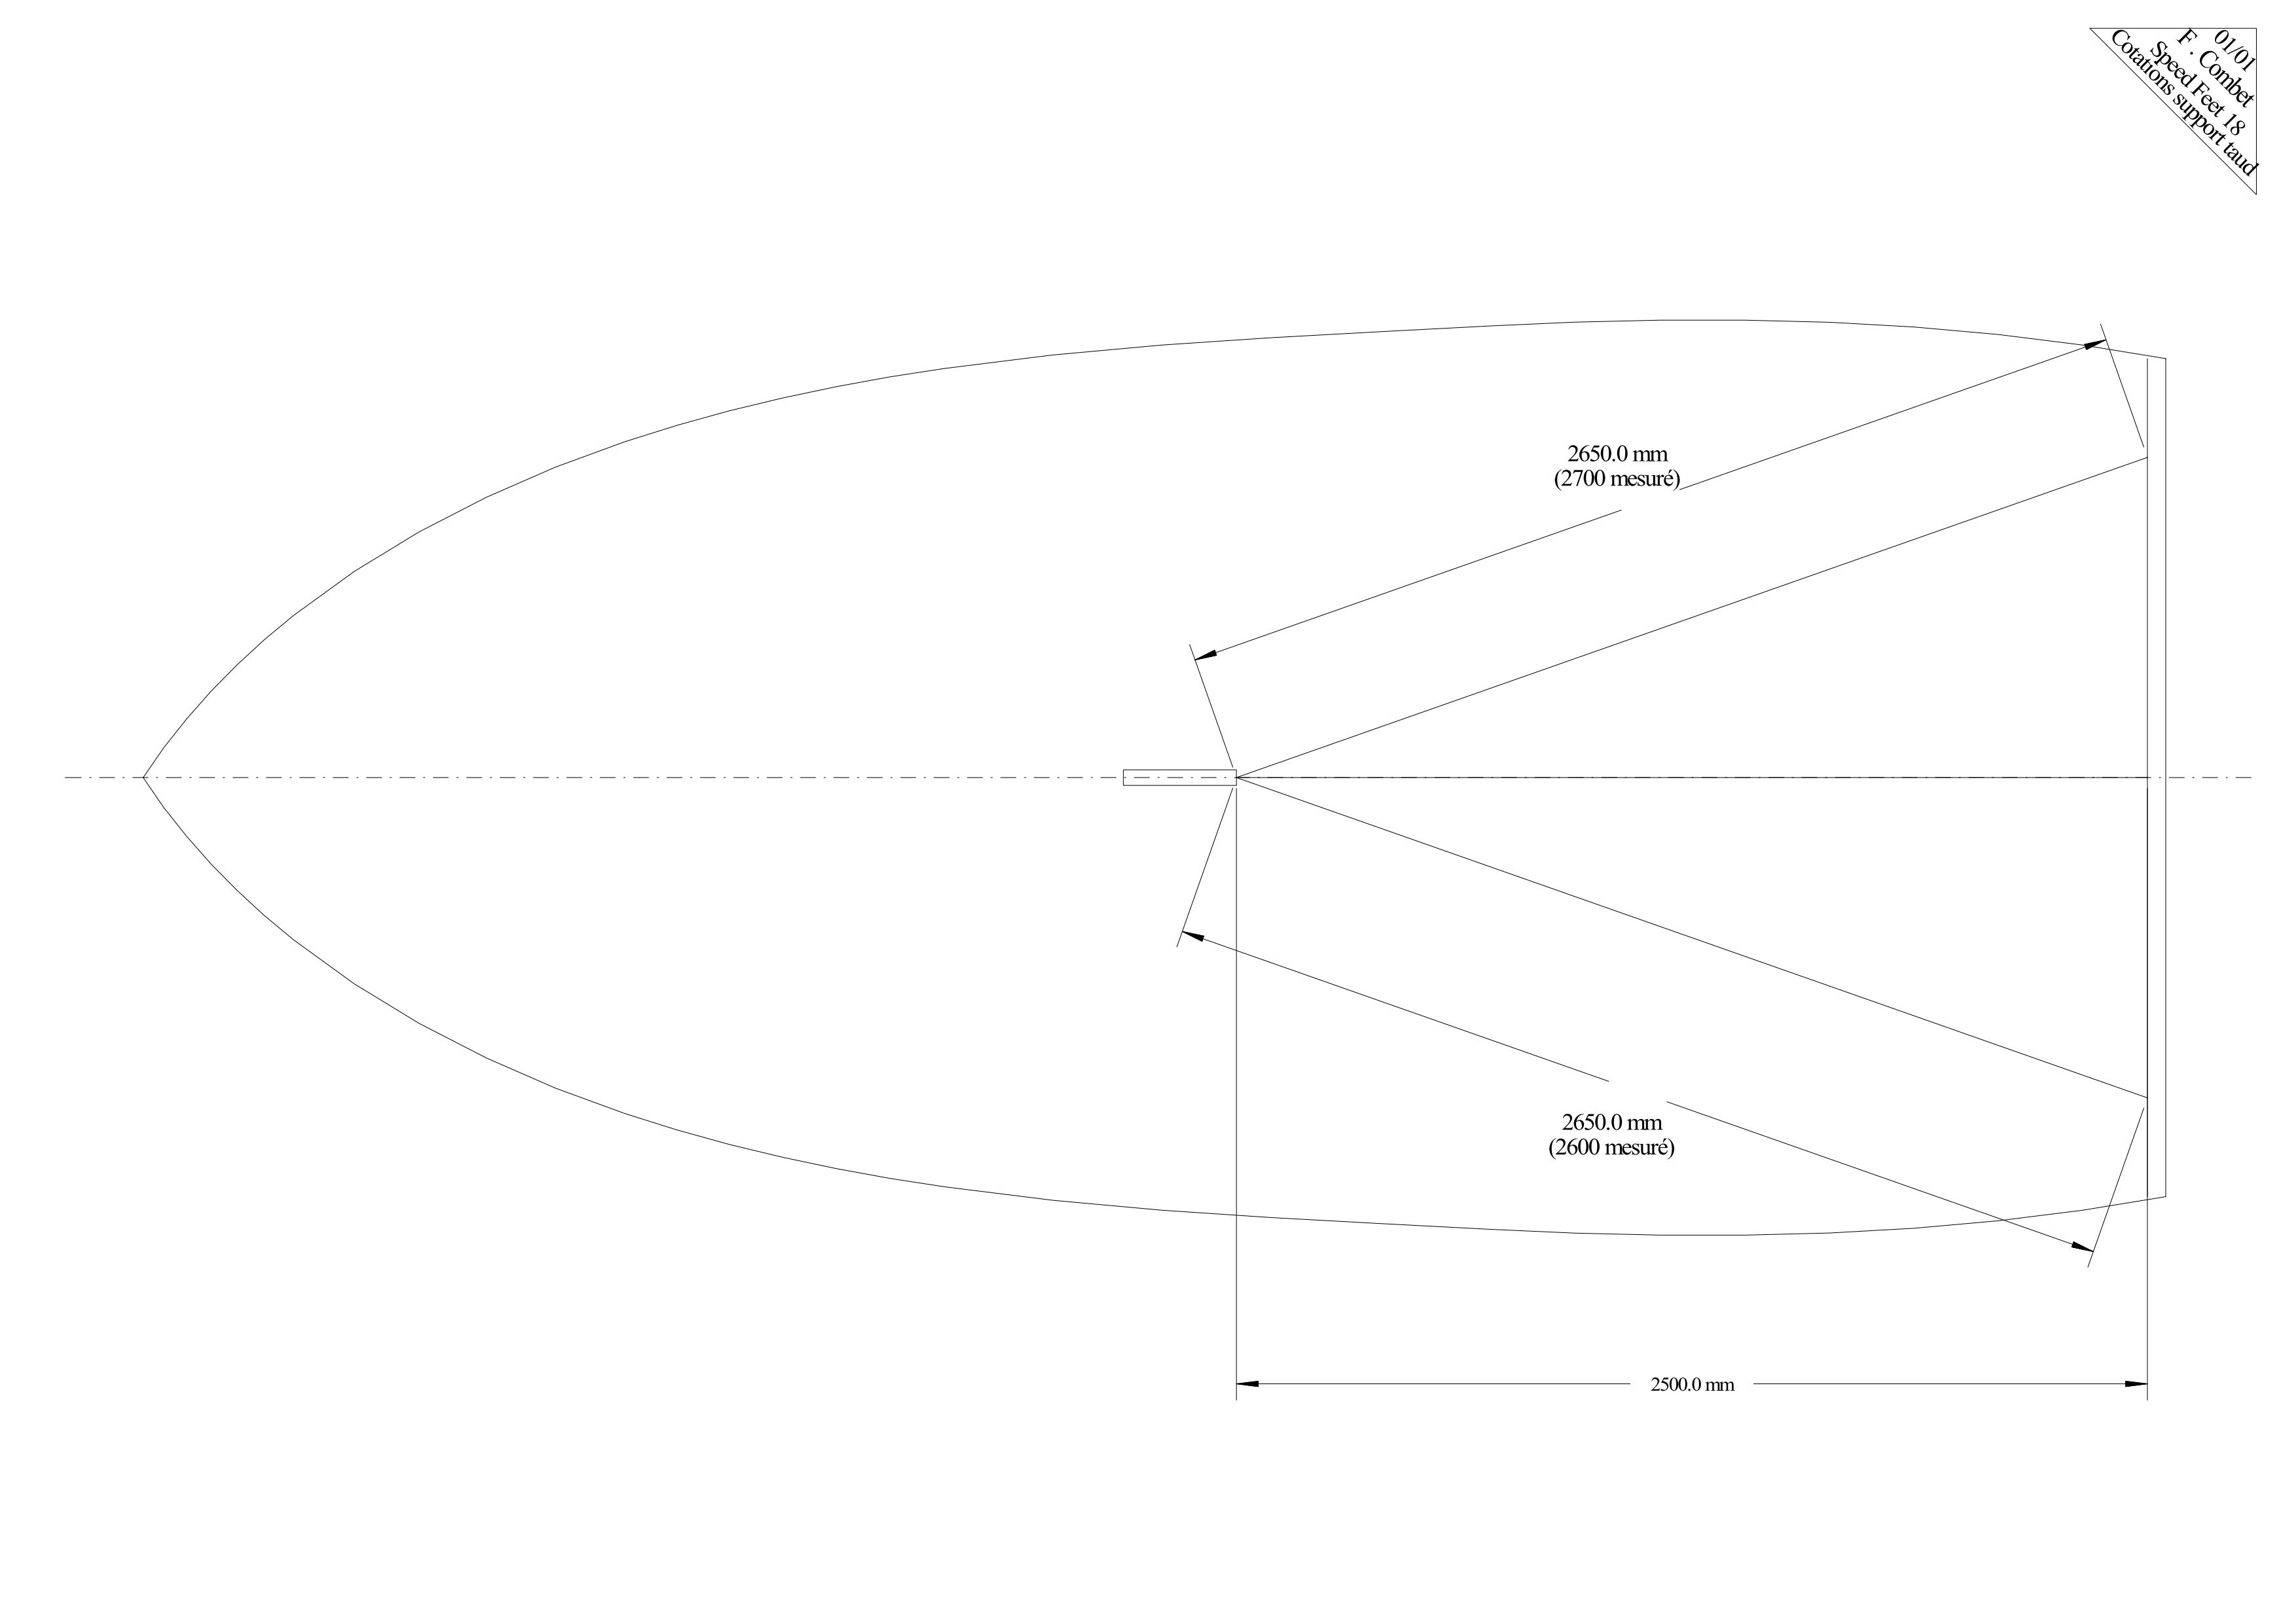 01/01
F. Combet
Speed Feet 18
Cotations support taud
2650.0 mm
(2700 mesuré)
2650.0 mm
(2600 mesuré)
2500.0 mm